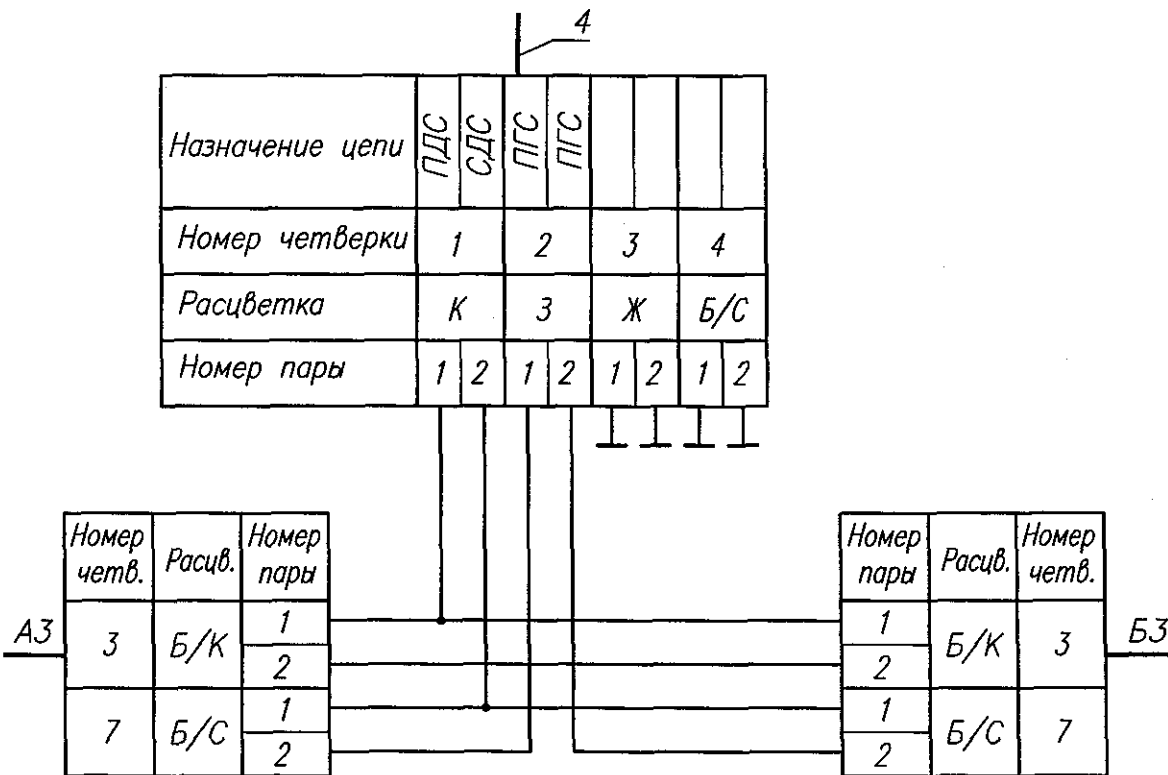 4
Назначение цепи ПДС СДС ПГС ПГС
Номер четверки 1 2 3 4
Расцветка К З Ж Б/С
Номер пары 1 2 1 2 1 2 1 2
Номер четв. Расцв. Номер пары
А3 3 Б/К 1
2
7 Б/С 1
2
Номер пары Расцв. Номер четв.
1 Б/К 3 Б3
2
1 Б/С 7
2